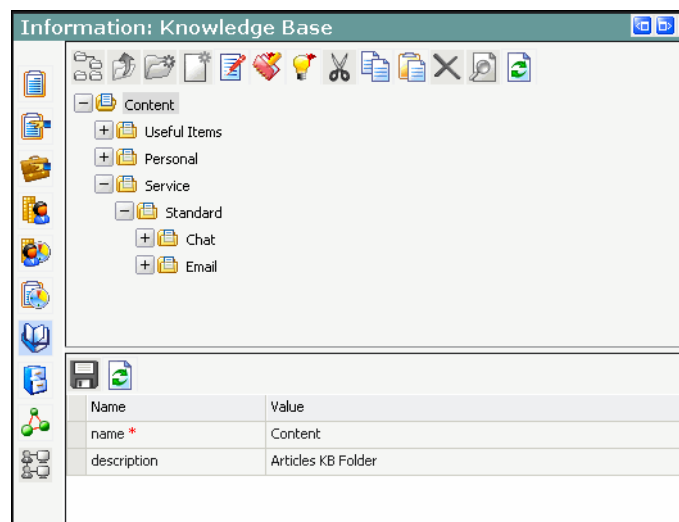 Information: Knowledge Base
Content
Useful Items
Personal
Service
Standard
Chat
Email
Name Value
name * Content
description Articles KB Folder